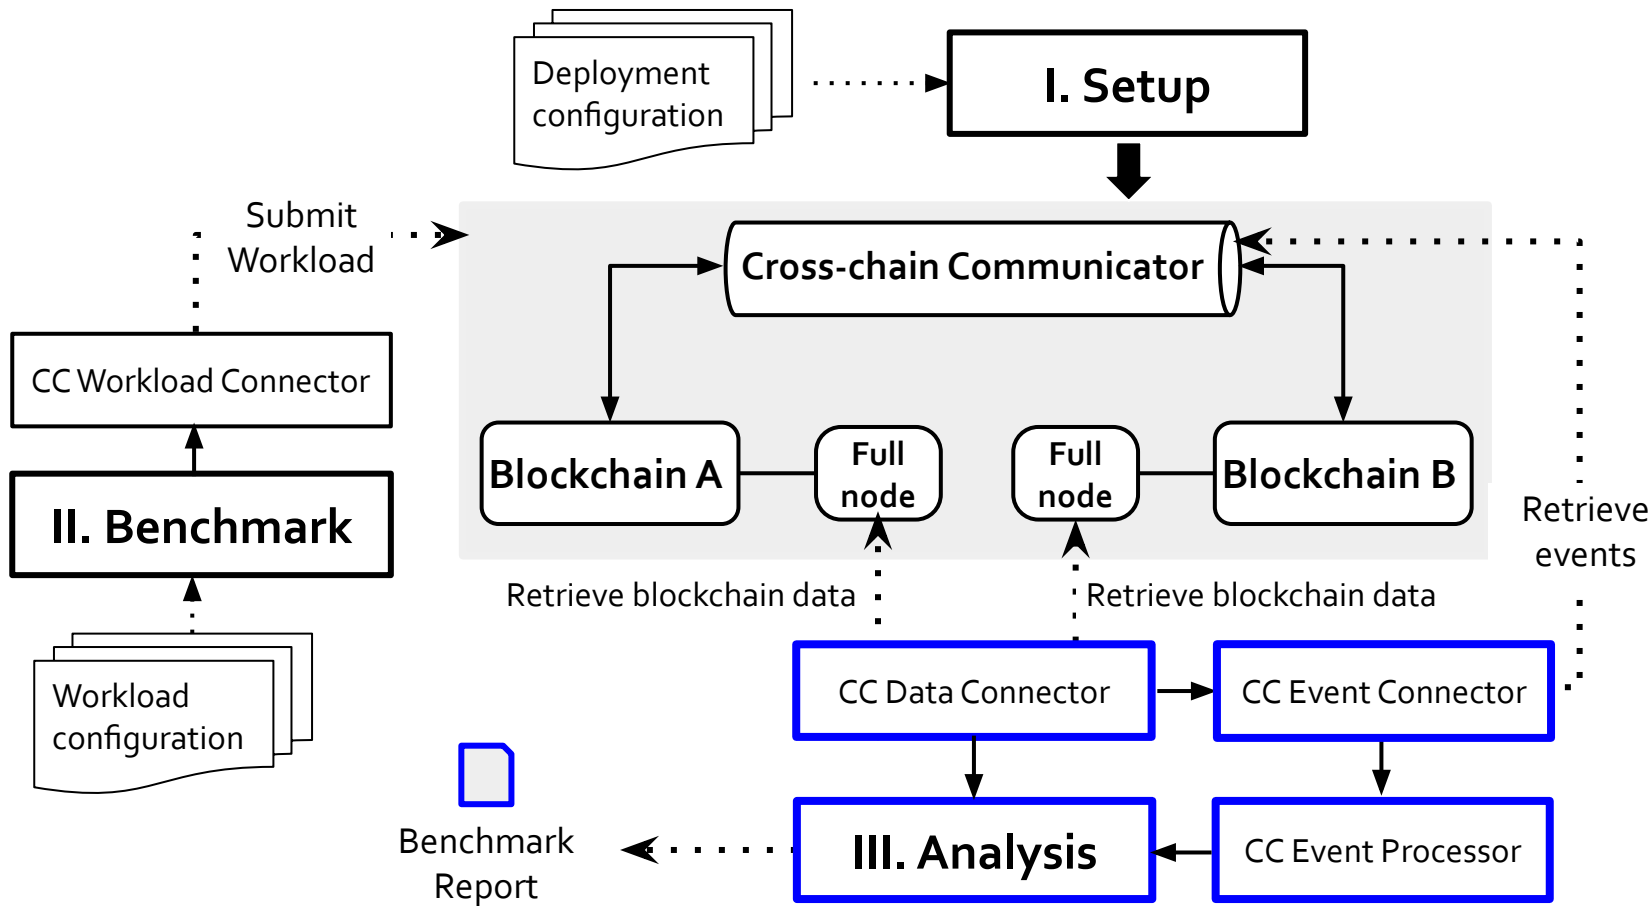 Deployment
configuration
I. Setup
Submit
Workload
Cross-chain Communicator
CC Workload Connector
Blockchain A
Full
node
Full
node
Blockchain B
II. Benchmark
Retrieve
events
Retrieve blockchain data
Retrieve blockchain data
Workload
configuration
CC Data Connector
CC Event Connector
Benchmark
Report
III. Analysis
CC Event Processor